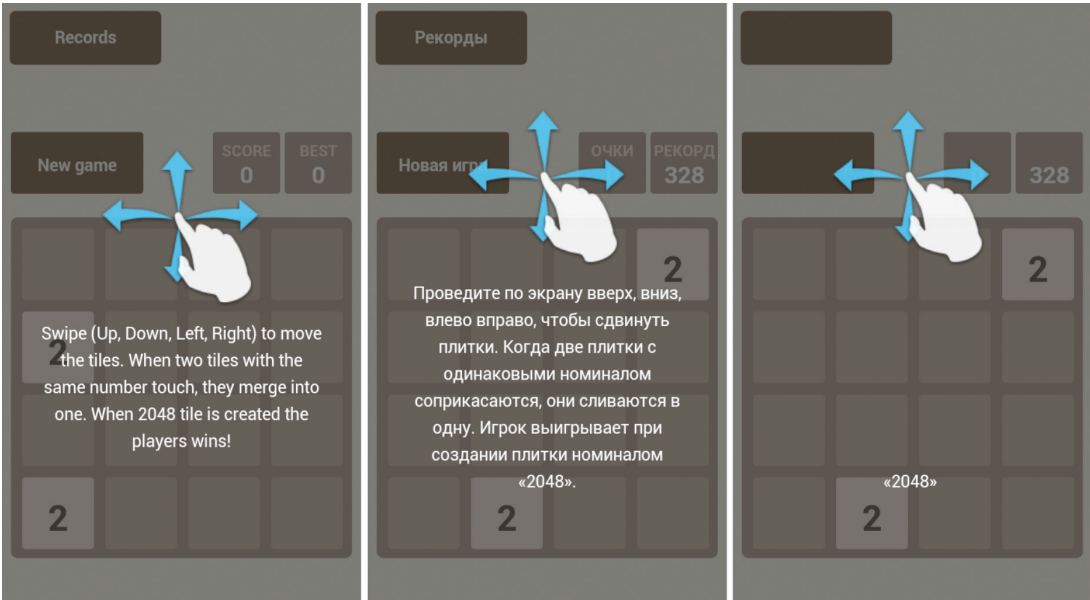 Records
New game
SCORE
0
BEST
0
2
Swipe (Up, Down, Left, Right) to move
the tiles. When two tiles with the
same number touch, they merge into
one. When 2048 tile is created the
players wins!
2
Рекорды
Новая игра
ОЧКИ
РЕКОРД
328
2
Проведите по экрану вверх, вниз,
влево вправо, чтобы сдвинуть
плитки. Когда две плитки с
одинаковыми номиналом
соприкасаются, они сливаются в
одну. Игрок выигрывает при
создании плитки номиналом
«2048».
2
328
2
«2048»
2